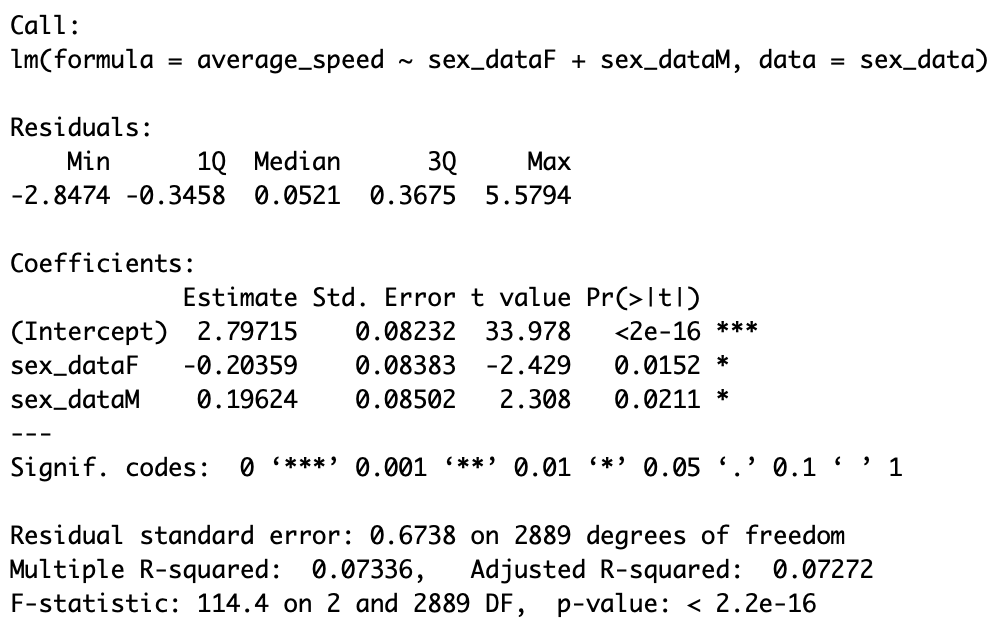 Call:
lm(formula = average_speed ~ sex_dataF + sex_dataM, data = sex_data)
Residuals:
Min 1Q Median 3Q Max
-2.8474 -0.3458 0.0521 0.3675 5.5794
Coefficients:
Estimate Std. Error t value Pr(>|t|)
(Intercept) 2.79715 0.08232 33.978 <2e-16 ***
sex_dataF -0.20359 0.08383 -2.429 0.0152 *
sex_dataM 0.19624 0.08502 2.308 0.0211 *
---
Signif. codes: 0 ‘***’ 0.001 ‘**’ 0.01 ‘*’ 0.05 ‘.’ 0.1 ‘ ’ 1
Residual standard error: 0.6738 on 2889 degrees of freedom
Multiple R-squared: 0.07336, Adjusted R-squared: 0.07272
F-statistic: 114.4 on 2 and 2889 DF, p-value: < 2.2e-16